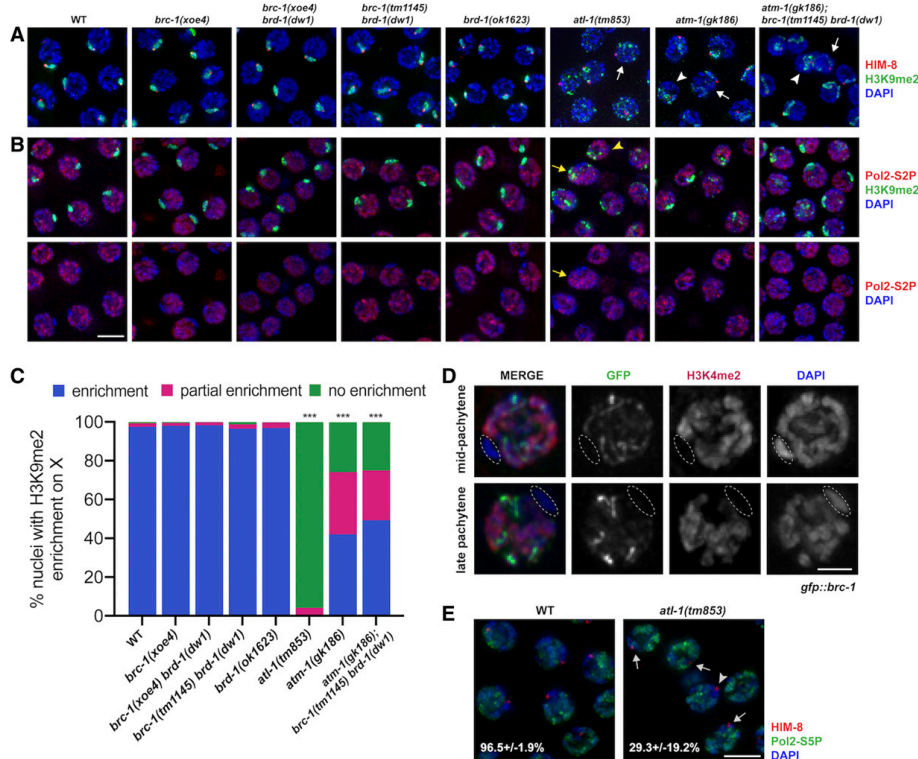 WT
brc-1(xoe4)
brc-1(xoe4)
brd-1(dw1)
brc-1(tm1145)
brd-1(dw1)
brd-1(ok1623)
atl-1(tm853)
atm-1(gk186)
atm-1(gk186);
brc-1(tm1145) brd-1(dw1)
A
HIM-8
H3K9me2
DAPI
B
Pol2-S2P
H3K9me2
DAPI
Pol2-S2P
DAPI
C
enrichment
partial enrichment
no enrichment
% nuclei with H3K9me2
enrichment on X
100
80
60
40
20
0
***
***
***
WT
brc-1(xoe4)
brc-1(xoe4) brd-1(dw1)
brc-1(tm1145) brd-1(dw1)
brd-1(ok1623)
atl-1(tm853)
atm-1(gk186)
atm-1(gk186);
brc-1(tm1145) brd-1(dw1)
D
MERGE
GFP
H3K4me2
DAPI
mid-pachytene
late pachytene
gfp::brc-1
E
WT
atl-1(tm853)
96.5+/-1.9%
29.3+/-19.2%
HIM-8
Pol2-S5P
DAPI